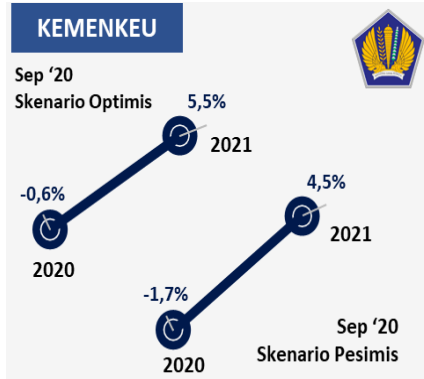 KEMENKEU
Sep ‘20
Skenario Optimis
5,5%
2021
-0,6%
2020
4,5%
2021
-1,7%
2020
Sep ‘20
Skenario Pesimis